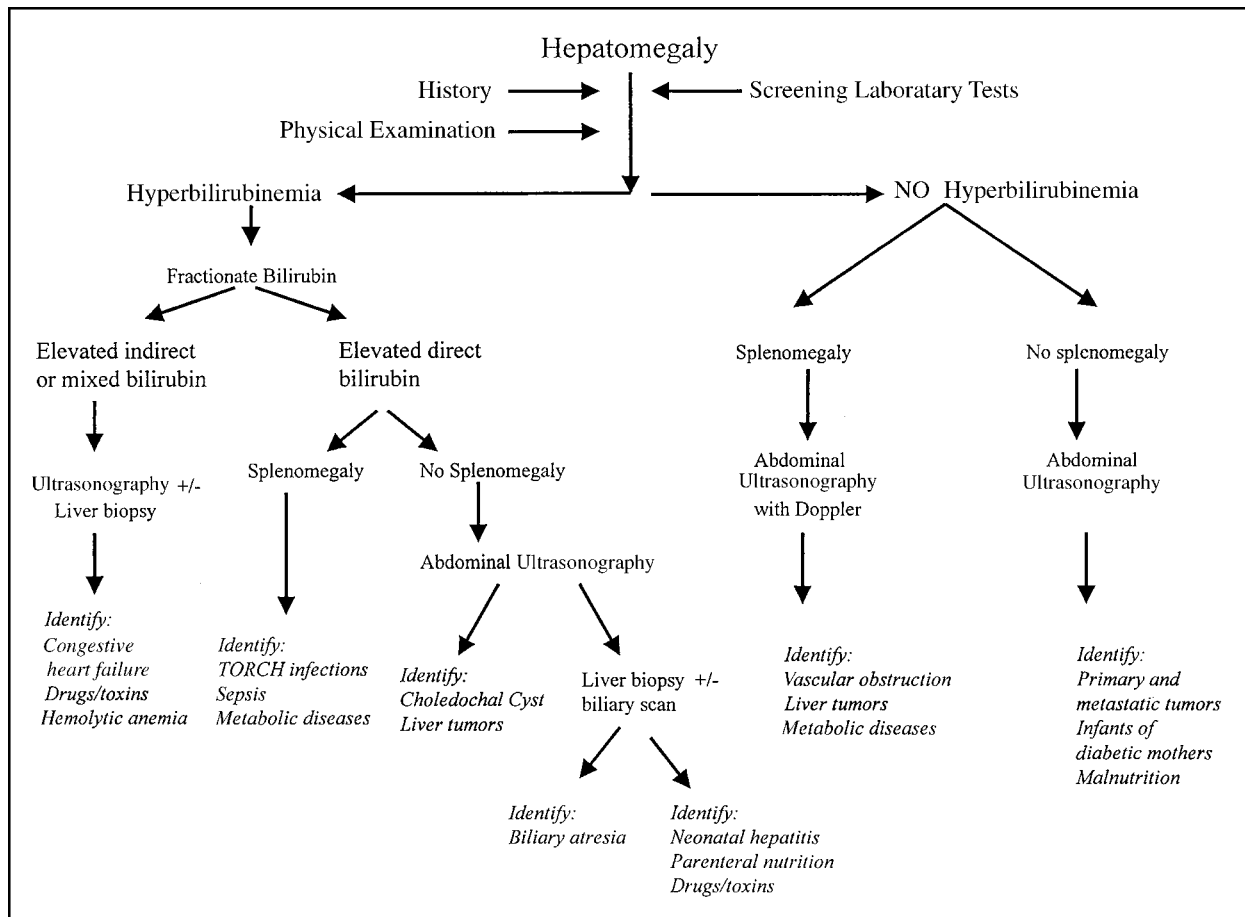 Hepatomegaly
History
Screening Laboratary Tests
Physical Examination
Hyperbilirubinemia
NO Hyperbilirubinemia
Fractionate Bilirubin
Elevated indirect
or mixed bilirubin
Elevated direct
bilirubin
Splenomegaly
No splenomegaly
Ultrasonography +/-
Liver biopsy
Splenomegaly
No Splenomegaly
Abdominal
Ultrasonography
with Doppler
Abdominal
Ultrasonography
Abdominal Ultrasonography
Identify:
Congestive
heart failure
Drugs/toxins
Hemolytic anemia
Identify:
TORCH infections
Sepsis
Metabolic diseases
Identify:
Choledochal Cyst
Liver tumors
Liver biopsy +/-
biliary scan
Identify:
Vascular obstruction
Liver tumors
Metabolic diseases
Identify:
Primary and
metastatic tumors
Infants of
diabetic mothers
Malnutrition
Identify:
Biliary atresia
Identify:
Neonatal hepatitis
Parenteral nutrition
Drugs/toxins